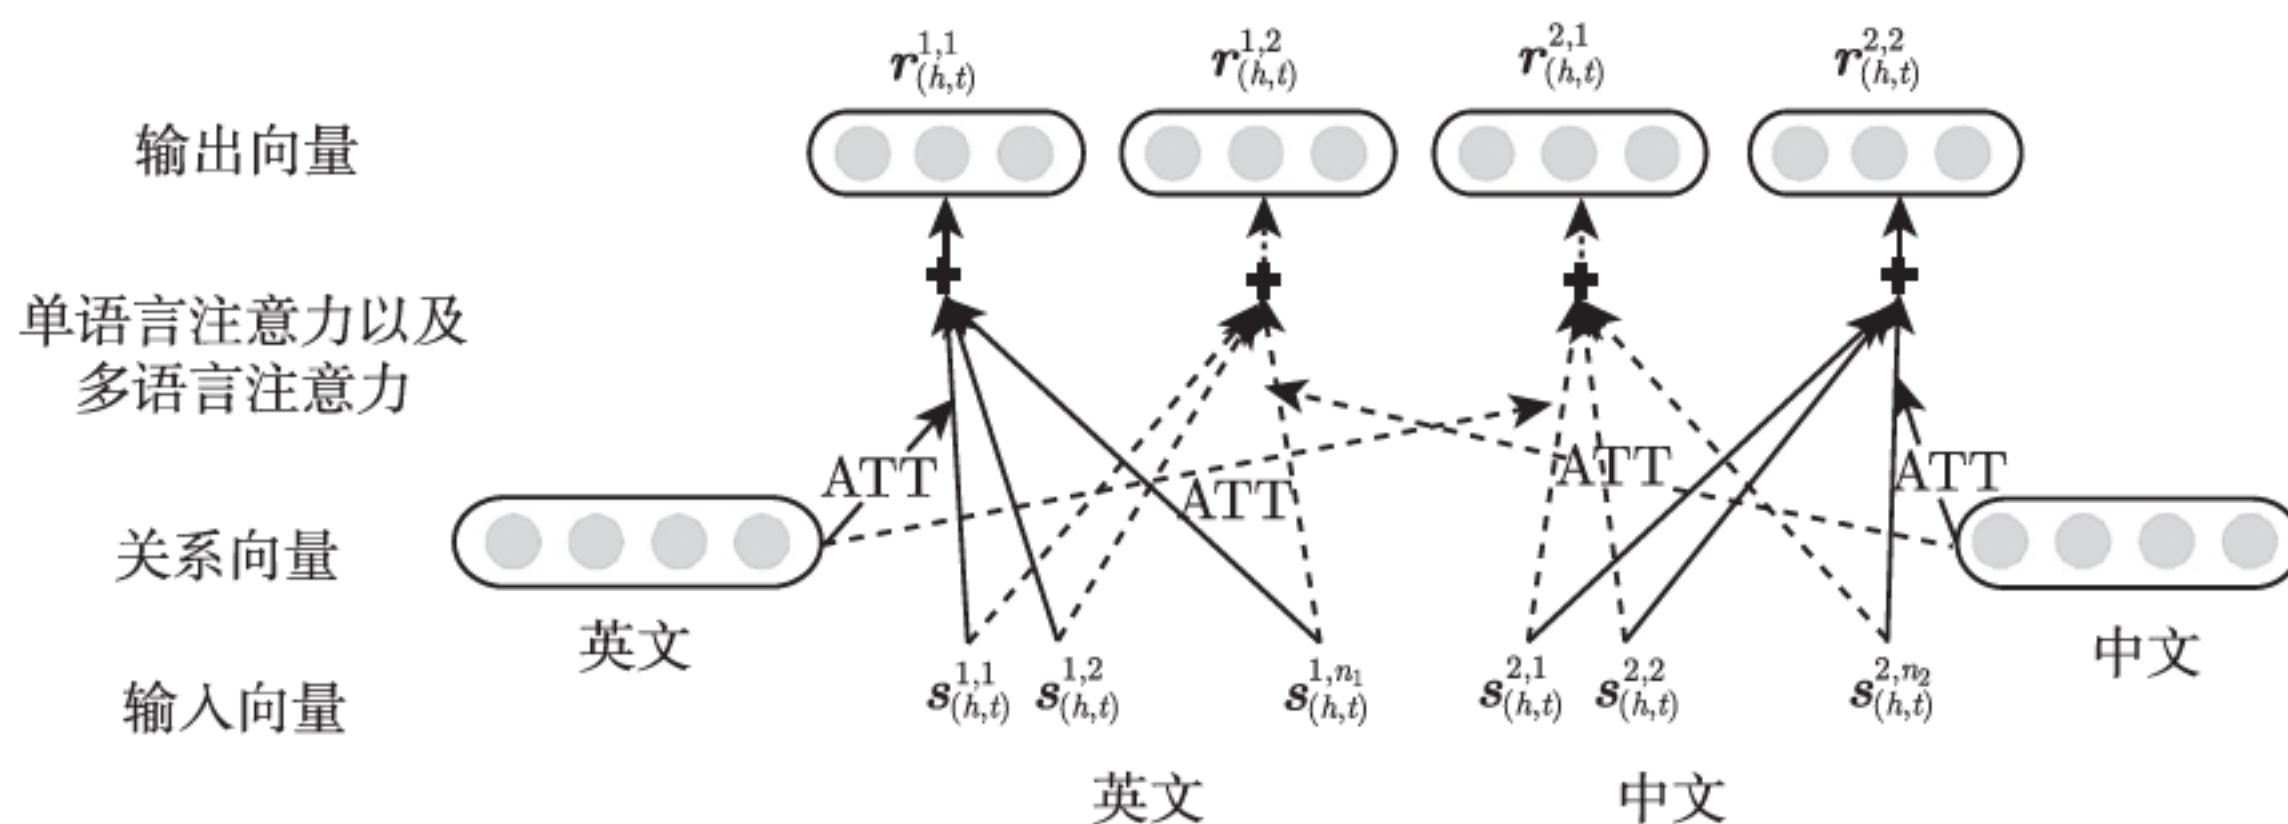 $r^{1,1}_{(h,t)}$ $r^{1,2}_{(h,t)}$ $r^{2,1}_{(h,t)}$ $r^{2,2}_{(h,t)}$
输出向量
单语言注意力以及
多语言注意力
ATT ATT ATT ATT
关系向量
英文 中文
输入向量 $s^{1,1}_{(h,t)}$ $s^{1,2}_{(h,t)}$ $s^{1,n_1}_{(h,t)}$ $s^{2,1}_{(h,t)}$ $s^{2,2}_{(h,t)}$ $s^{2,n_2}_{(h,t)}$
英文 中文